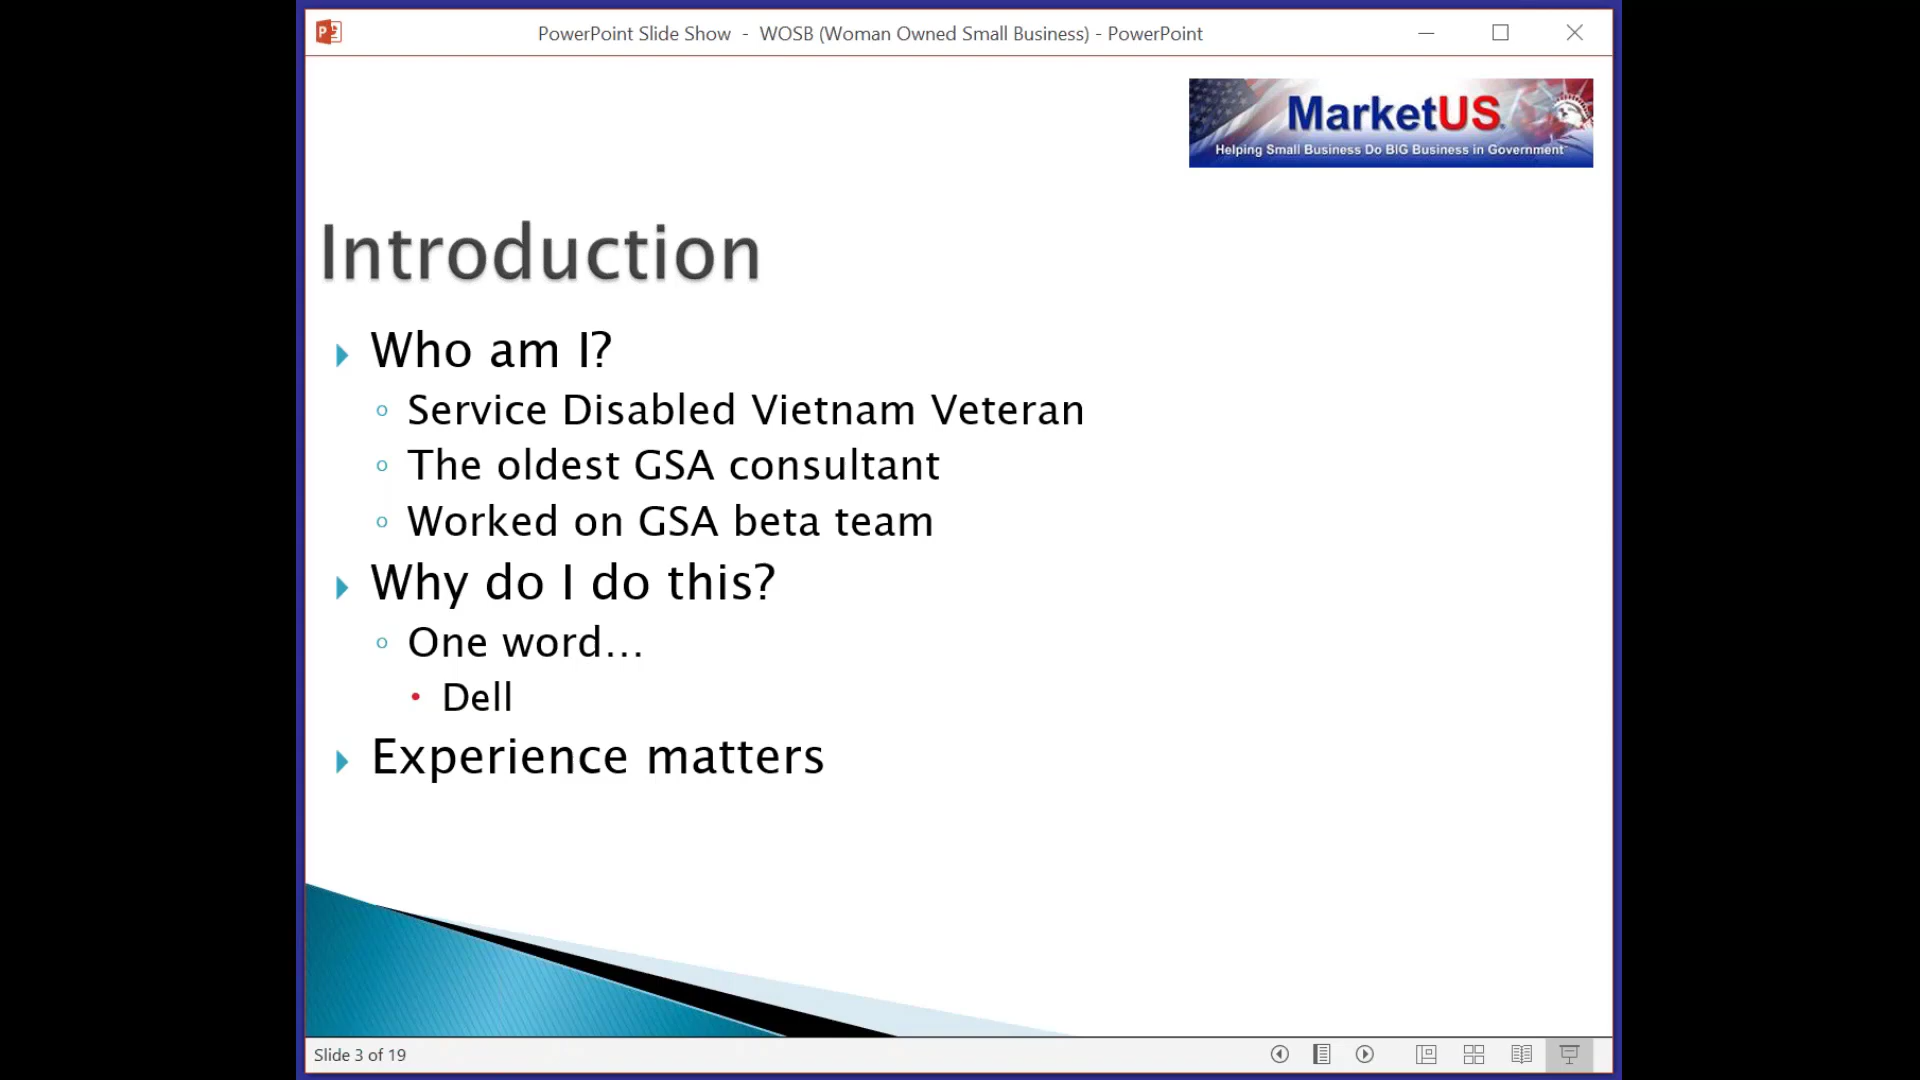 PowerPoint Slide Show - WOSB (Woman Owned Small Business) - PowerPoint
MarketUS
Helping Small Business Do BIG Business in Government
Introduction
Who am I?
Service Disabled Vietnam Veteran
The oldest GSA consultant
Worked on GSA beta team
Why do I do this?
One word…
Dell
Experience matters
Slide 3 of 19